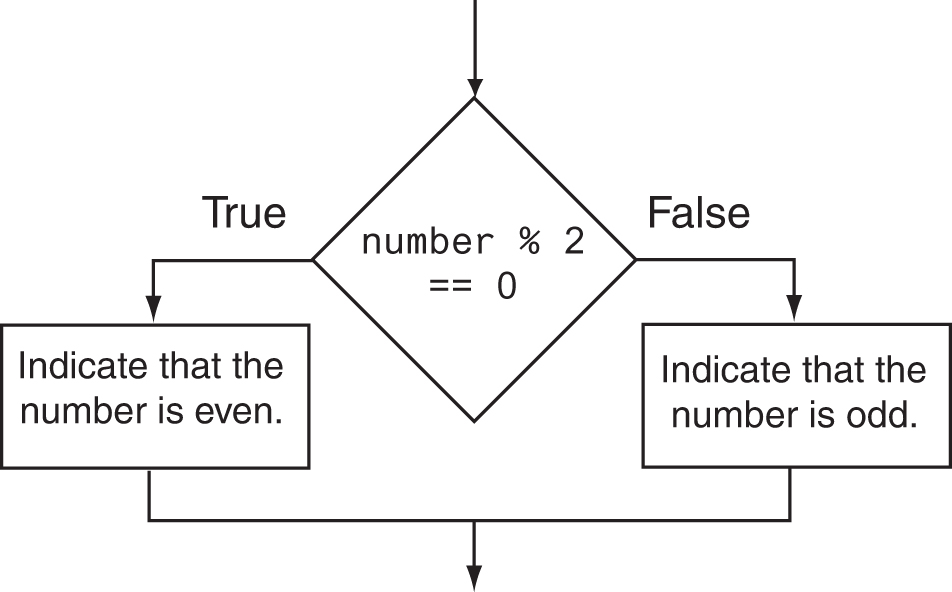 True
False
number % 2
== 0
Indicate that the
number is even.
Indicate that the
number is odd.